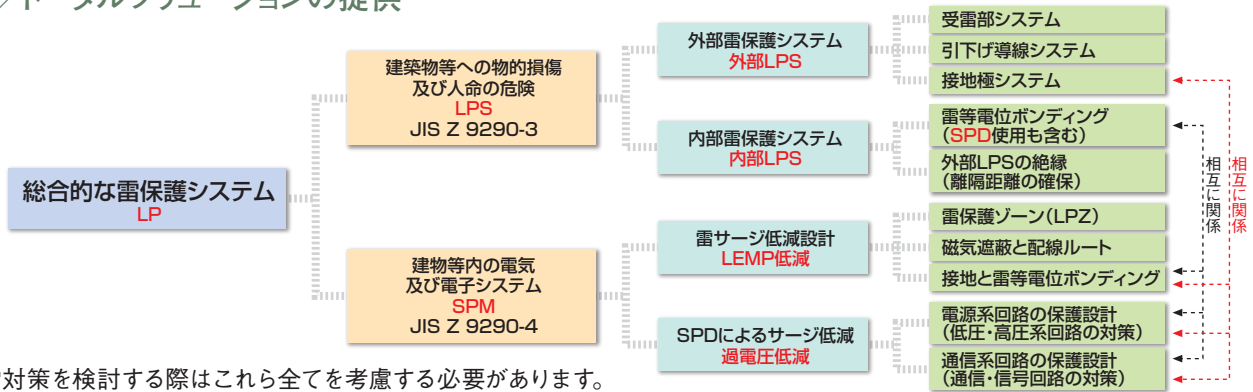 トータルソリューションの提供
総合的な雷保護システム
LP
建築物等への物的損傷
及び人命の危険
LPS
JIS Z 9290-3
建物等内の電気
及び電子システム
SPM
JIS Z 9290-4
外部雷保護システム
外部LPS
内部雷保護システム
内部LPS
雷サージ低減設計
LEMP低減
SPDによるサージ低減
過電圧低減
受雷部システム
引下げ導線システム
接地極システム
雷等電位ボンディング
(SPD使用も含む)
外部LPSの絶縁
(離隔距離の確保)
雷保護ゾーン(LPZ)
磁気遮蔽と配線ルート
接地と雷等電位ボンディング
電源系回路の保護設計
(低圧・高圧系回路の対策)
通信系回路の保護設計
(通信・信号回路の対策)
相互に関係
相互に関係
対策を検討する際はこれら全てを考慮する必要があります。